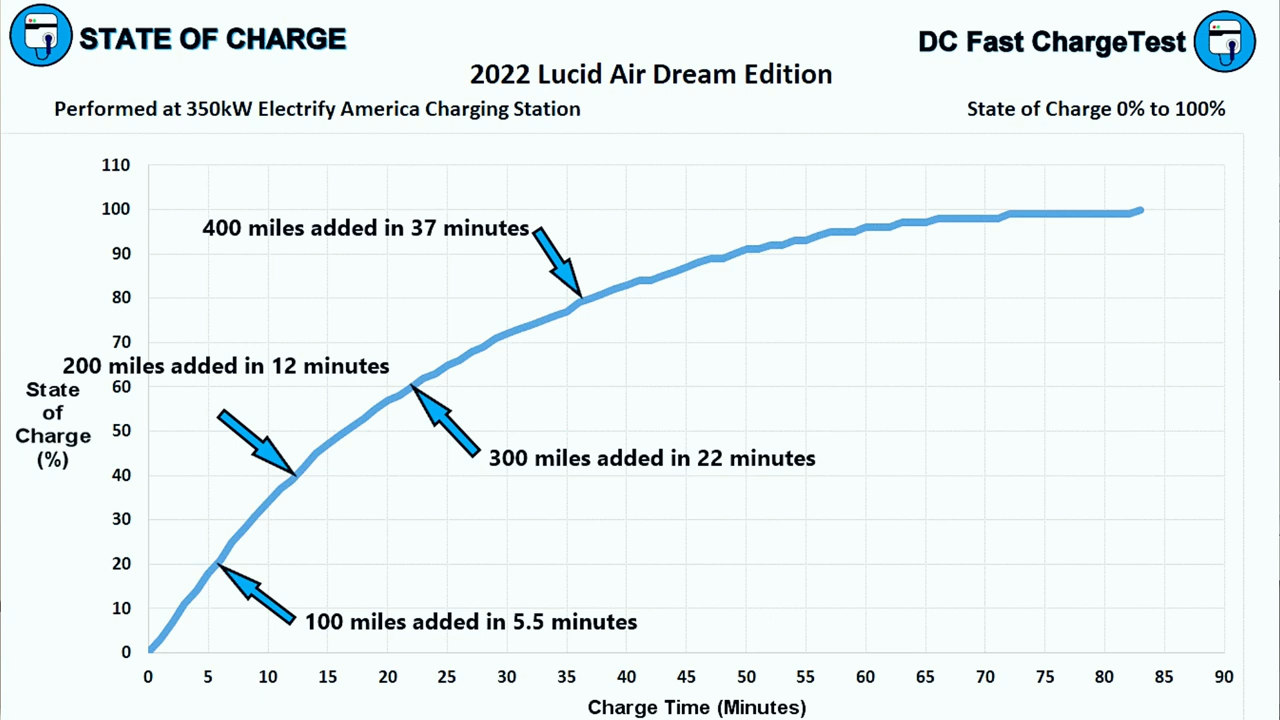 STATE OF CHARGE
DC Fast ChargeTest
2022 Lucid Air Dream Edition
Performed at 350kW Electrify America Charging Station
State of Charge 0% to 100%
110
100
400 miles added in 37 minutes
90
80
70
200 miles added in 12 minutes
60
State
of
Charge
(%)
50
300 miles added in 22 minutes
40
30
20
10
100 miles added in 5.5 minutes
0
0 5 10 15 20 25 30 35 40 45 50 55 60 65 70 75 80 85 90
Charge Time (Minutes)